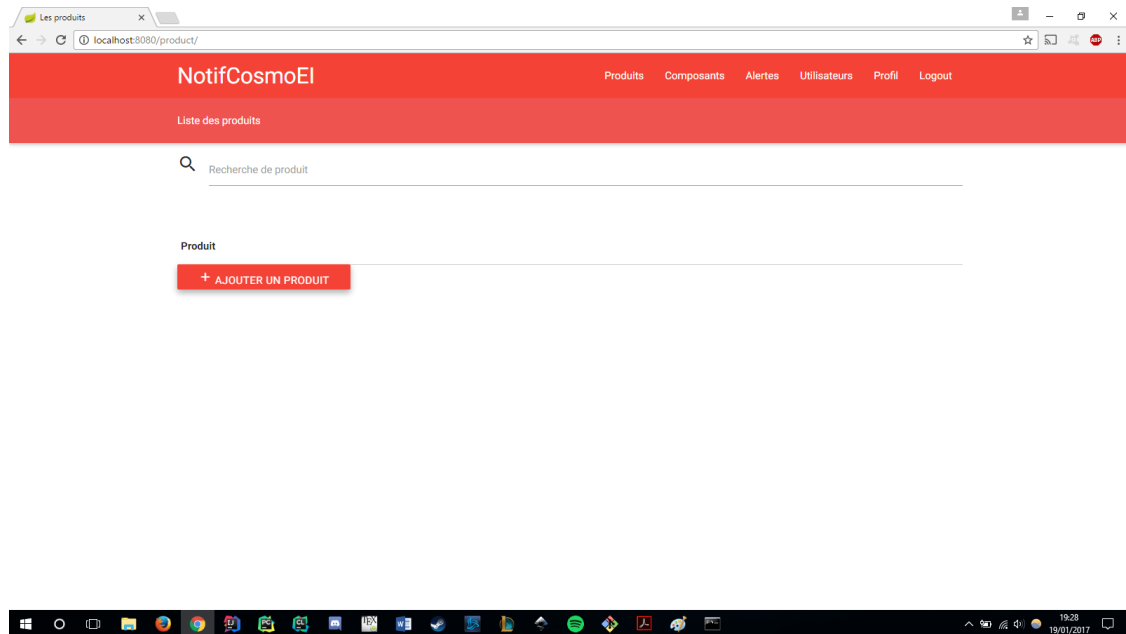 Les produits
localhost:8080/product/
ABP
NotifCosmoEI
Produits Composants Alertes Utilisateurs Profil Logout
Liste des produits
Recherche de produit
Produit
+ AJOUTER UN PRODUIT
19:28
19/01/2017